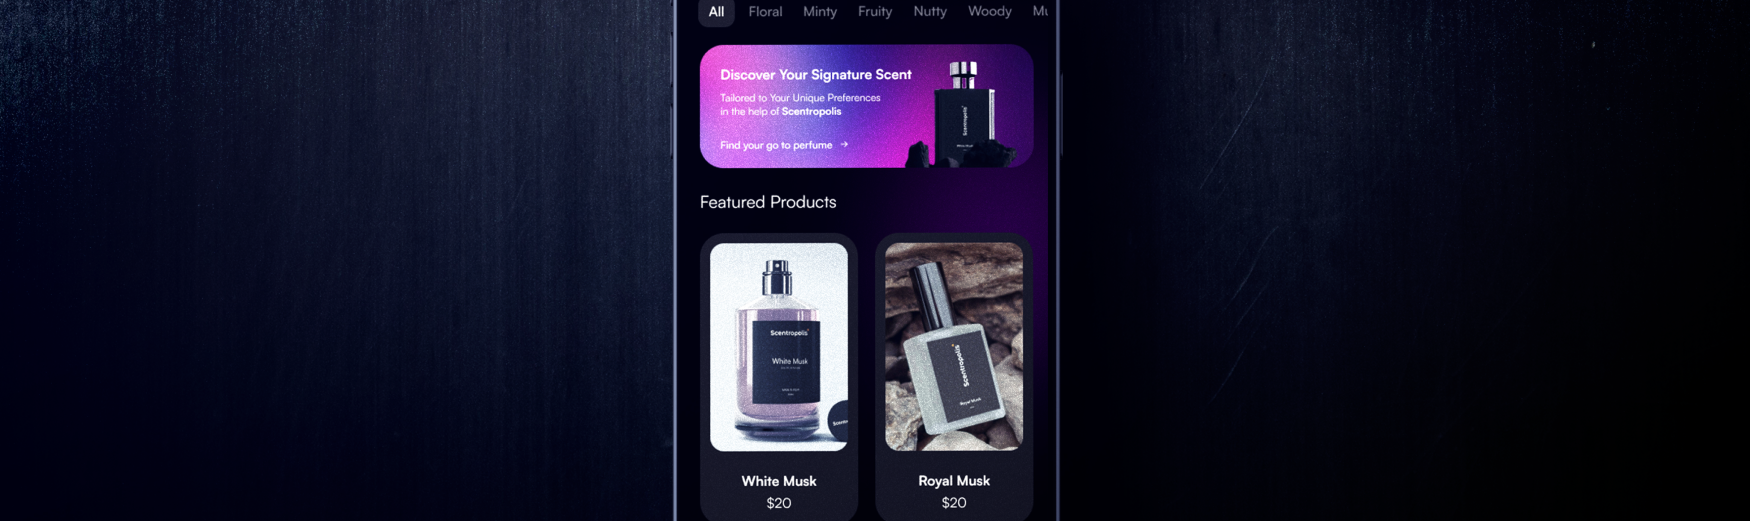 All Floral Minty Fruity Nutty Woody Mu
Discover Your Signature Scent
Tailored to Your Unique Preferences
in the help of Scentropolis
Find your go to perfume →
Scentropolis
White Musk
Featured Products
Scentropolis
White Musk
Scentropolis
Royal Musk
White Musk
$20
Royal Musk
$20